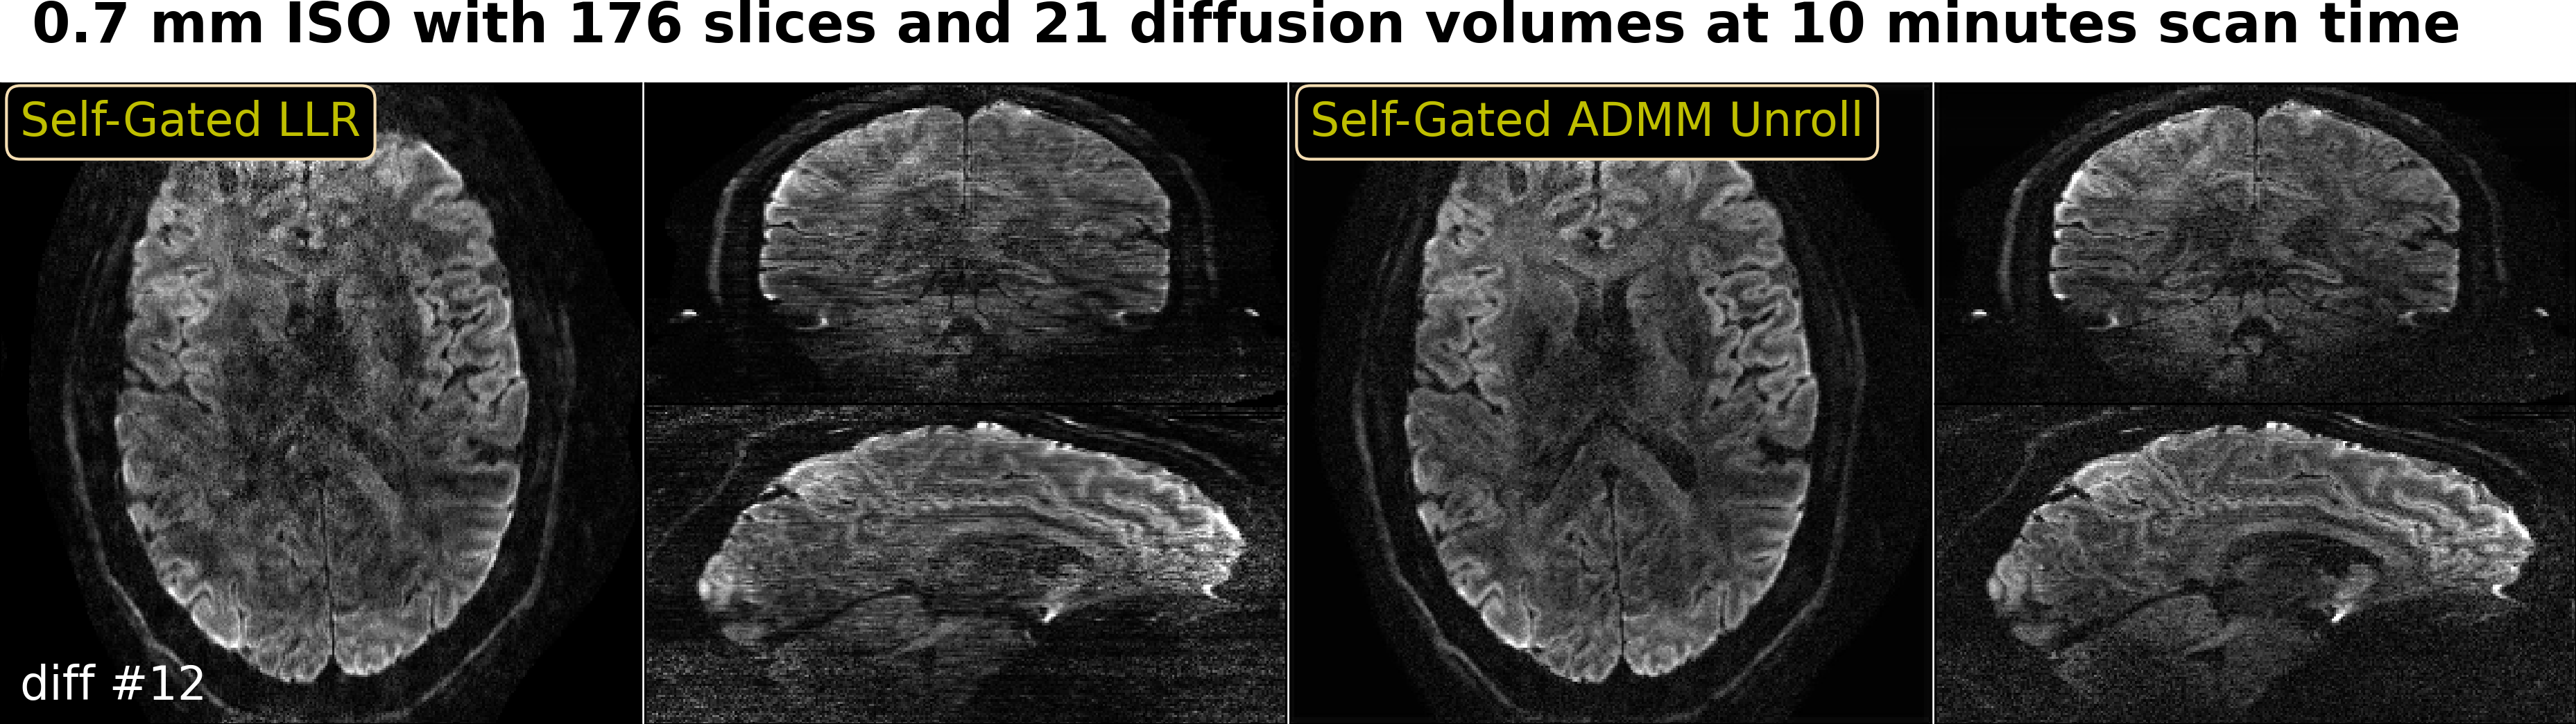 0.7 mm ISO with 176 slices and 21 diffusion volumes at 10 minutes scan time
Self-Gated LLR
Self-Gated ADMM Unroll
diff #12